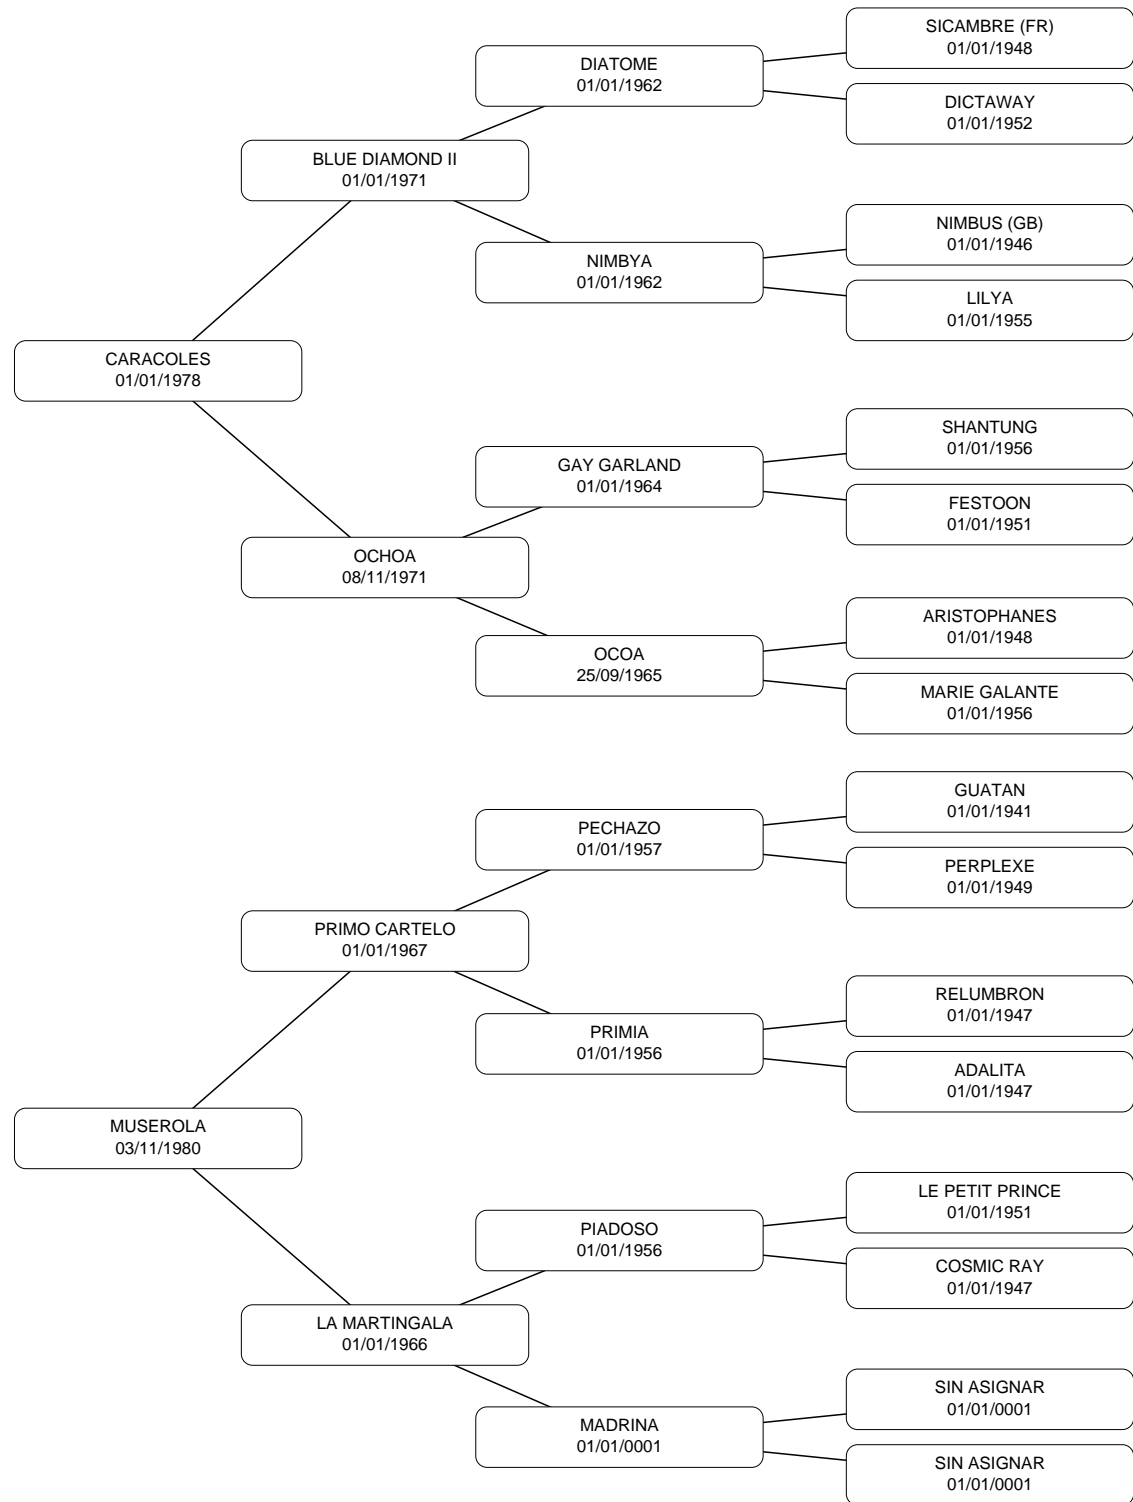 SICAMBRE (FR)
01/01/1948
DIATOME
01/01/1962
DICTAWAY
01/01/1952
BLUE DIAMOND II
01/01/1971
NIMBUS (GB)
01/01/1946
NIMBYA
01/01/1962
LILYA
01/01/1955
CARACOLES
01/01/1978
SHANTUNG
01/01/1956
GAY GARLAND
01/01/1964
FESTOON
01/01/1951
OCHOA
08/11/1971
ARISTOPHANES
01/01/1948
OCOA
25/09/1965
MARIE GALANTE
01/01/1956
GUATAN
01/01/1941
PECHAZO
01/01/1957
PERPLEXE
01/01/1949
PRIMO CARTELO
01/01/1967
RELUMBRON
01/01/1947
PRIMIA
01/01/1956
ADALITA
01/01/1947
MUSEROLA
03/11/1980
LE PETIT PRINCE
01/01/1951
PIADOSO
01/01/1956
COSMIC RAY
01/01/1947
LA MARTINGALA
01/01/1966
SIN ASIGNAR
01/01/0001
MADRINA
01/01/0001
SIN ASIGNAR
01/01/0001